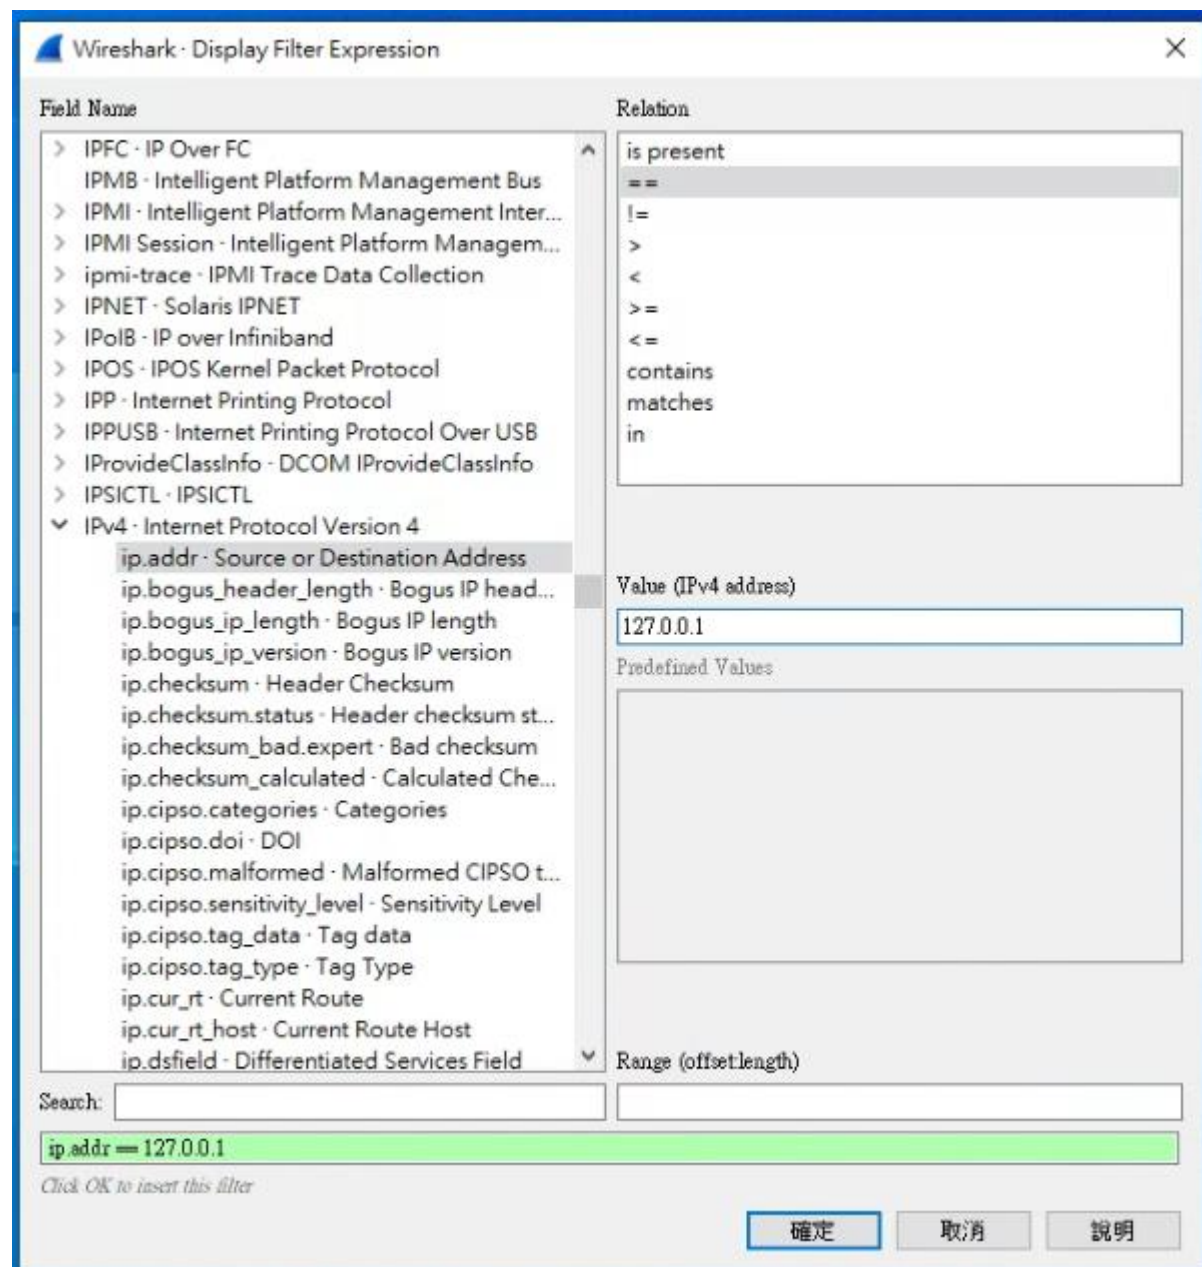 Wireshark · Display Filter Expression
Field Name
IPFC · IP Over FC
IPMB · Intelligent Platform Management Bus
IPMI · Intelligent Platform Management Inter...
IPMI Session · Intelligent Platform Managem...
ipmi-trace · IPMI Trace Data Collection
IPNET · Solaris IPNET
IPoIB · IP over Infiniband
IPOS · IPOS Kernel Packet Protocol
IPP · Internet Printing Protocol
IPPUSB · Internet Printing Protocol Over USB
IProvideClassInfo · DCOM IProvideClassInfo
IPSICTL · IPSICTL
IPv4 · Internet Protocol Version 4
ip.addr · Source or Destination Address
ip.bogus_header_length · Bogus IP head...
ip.bogus_ip_length · Bogus IP length
ip.bogus_ip_version · Bogus IP version
ip.checksum · Header Checksum
ip.checksum.status · Header checksum st...
ip.checksum_bad.expert · Bad checksum
ip.checksum_calculated · Calculated Che...
ip.cipso.categories · Categories
ip.cipso.doi · DOI
ip.cipso.malformed · Malformed CIPSO t...
ip.cipso.sensitivity_level · Sensitivity Level
ip.cipso.tag_data · Tag data
ip.cipso.tag_type · Tag Type
ip.cur_rt · Current Route
ip.cur_rt_host · Current Route Host
ip.dsfield · Differentiated Services Field
Relation
is present
==
!=
>
<
>=
<=
contains
matches
in
Value (IPv4 address)
127.0.0.1
Predefined Values
Range (offset:length)
Search:
ip.addr == 127.0.0.1
Click OK to insert this filter
確定
取消
說明